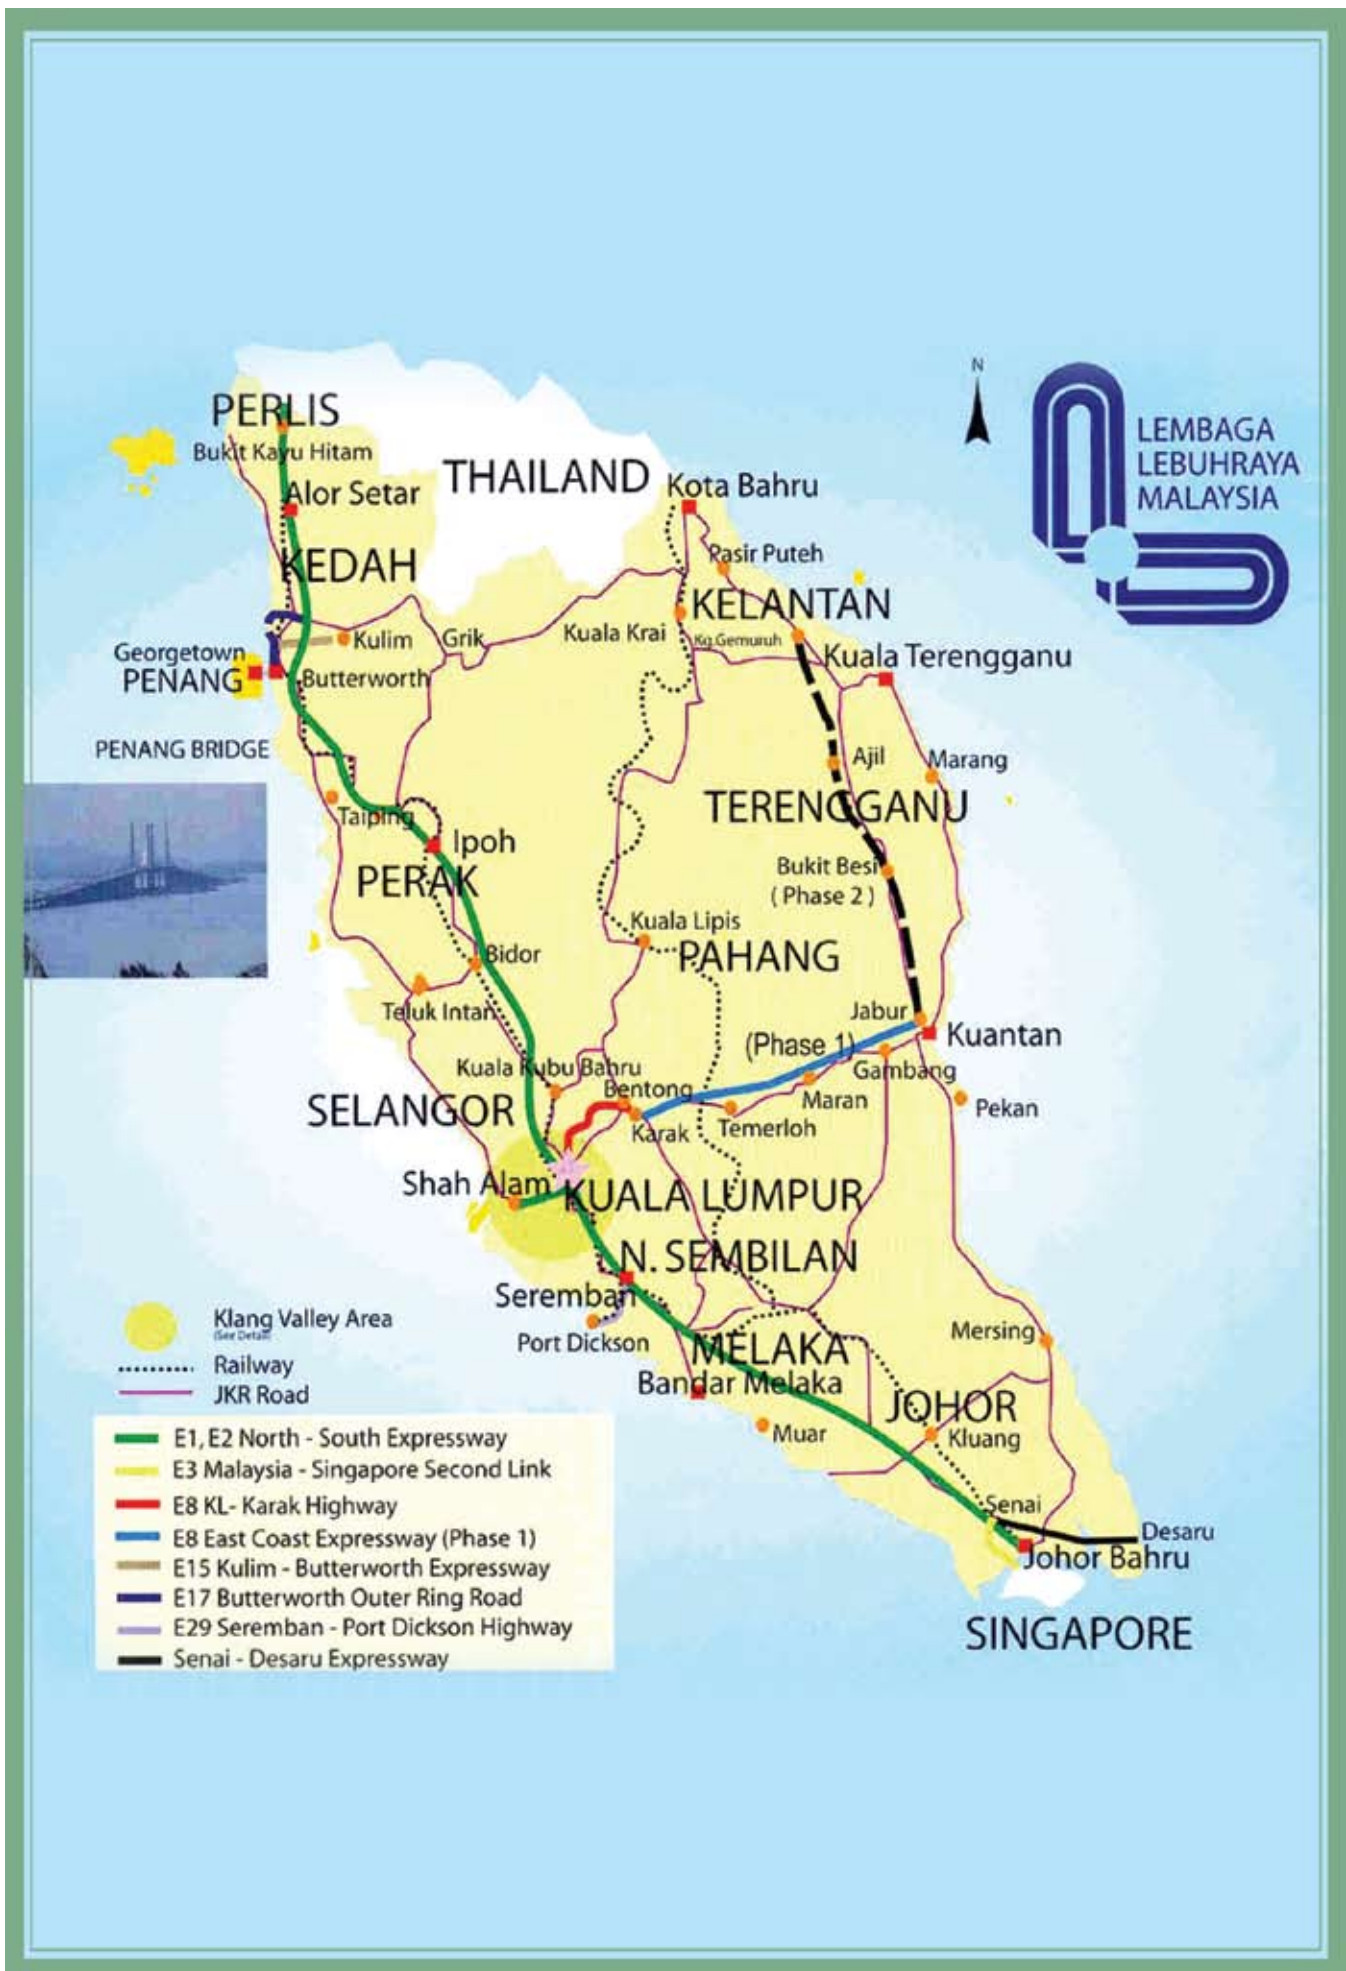 N
LEMBAGA
LEBUHRAYA
MALAYSIA
PERLIS
Bukit Kayu Hitam
Alor Setar
THAILAND
Kota Bahru
KEDAH
Pasir Puteh
KELANTAN
Kulim
Grik
Kuala Krai
Kg.Gemuruh
Georgetown
PENANG
Butterworth
Kuala Terengganu
PENANG BRIDGE
Ajil
Marang
TERENGGANU
Taiping
Ipoh
PERAK
Bukit Besi
( Phase 2 )
Kuala Lipis
PAHANG
Bidor
Teluk Intan
Jabur
Kuantan
(Phase 1)
Kuala Kubu Bahru
Gambang
Bentong
SELANGOR
Maran
Pekan
Karak
Temerloh
Shah Alam
KUALA LUMPUR
N. SEMBILAN
Seremban
Port Dickson
MELAKA
Mersing
Bandar Melaka
JOHOR
Muar
Kluang
Senai
Desaru
Johor Bahru
SINGAPORE
Klang Valley Area
(See Detail)
Railway
JKR Road
E1, E2 North - South Expressway
E3 Malaysia - Singapore Second Link
E8 KL- Karak Highway
E8 East Coast Expressway (Phase 1)
E15 Kulim - Butterworth Expressway
E17 Butterworth Outer Ring Road
E29 Seremban - Port Dickson Highway
Senai - Desaru Expressway